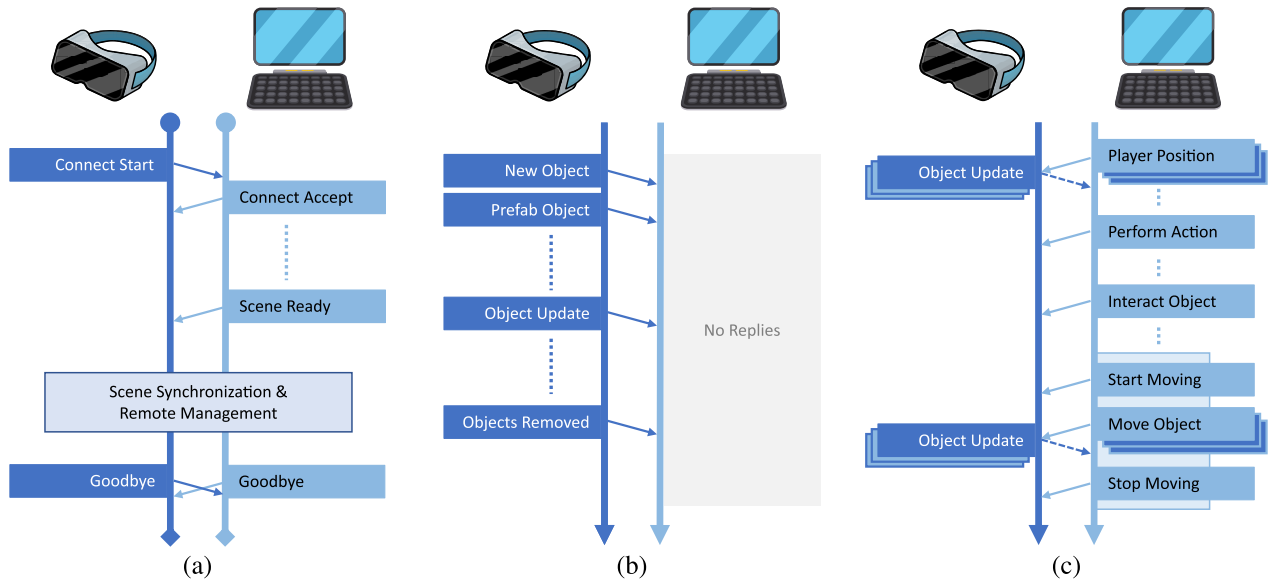 Connect Start
Connect Accept
Scene Ready
Scene Synchronization &
Remote Management
Goodbye
Goodbye
(a)
New Object
Prefab Object
Object Update
Objects Removed
No Replies
(b)
Player Position
Object Update
Perform Action
Interact Object
Start Moving
Move Object
Object Update
Stop Moving
(c)